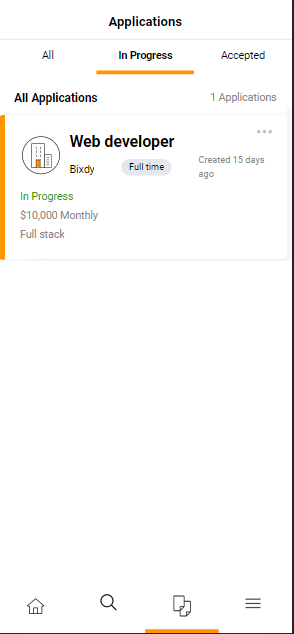 Applications
All
In Progress
Accepted
All Applications
1 Applications
Web developer
Bixdy
Full time
Created 15 days
ago
In Progress
$10,000 Monthly
Full stack